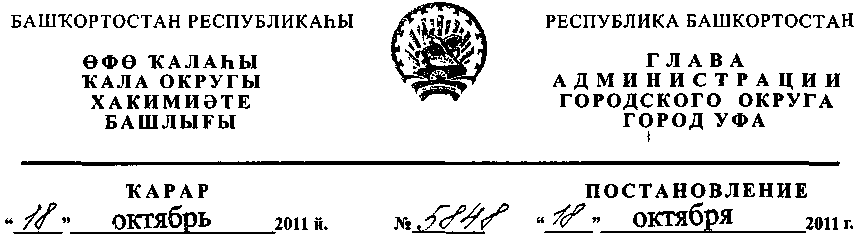 БАШҠОРТОСТАН РЕСПУБЛИКАҺЫ
ӨФӨ ҠАЛАҺЫ
ҠАЛА ОКРУГЫ
ХАКИМИӘТЕ
БАШЛЫҒЫ
РЕСПУБЛИКА БАШКОРТОСТАН
ГЛАВА
АДМИНИСТРАЦИИ
ГОРОДСКОГО ОКРУГА
ГОРОД УФА
ҠАРАР
“18” октябрь 2011 й.
№ 5848
ПОСТАНОВЛЕНИЕ
“18” октября 2011 г.